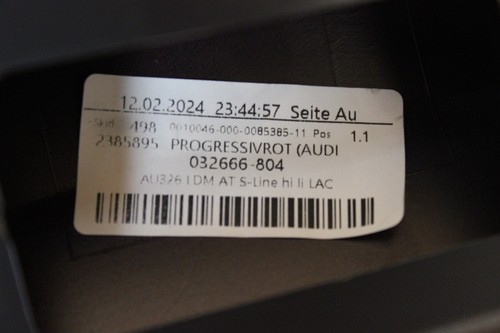 12.02.2024 23:44:57 Seite Au
498 0010046-000-0085385-11 Pos 1.1
2385895 PROGRESSIVROT (AUDI
032666-804
AU326 I DM AT S-Line hi li LAC